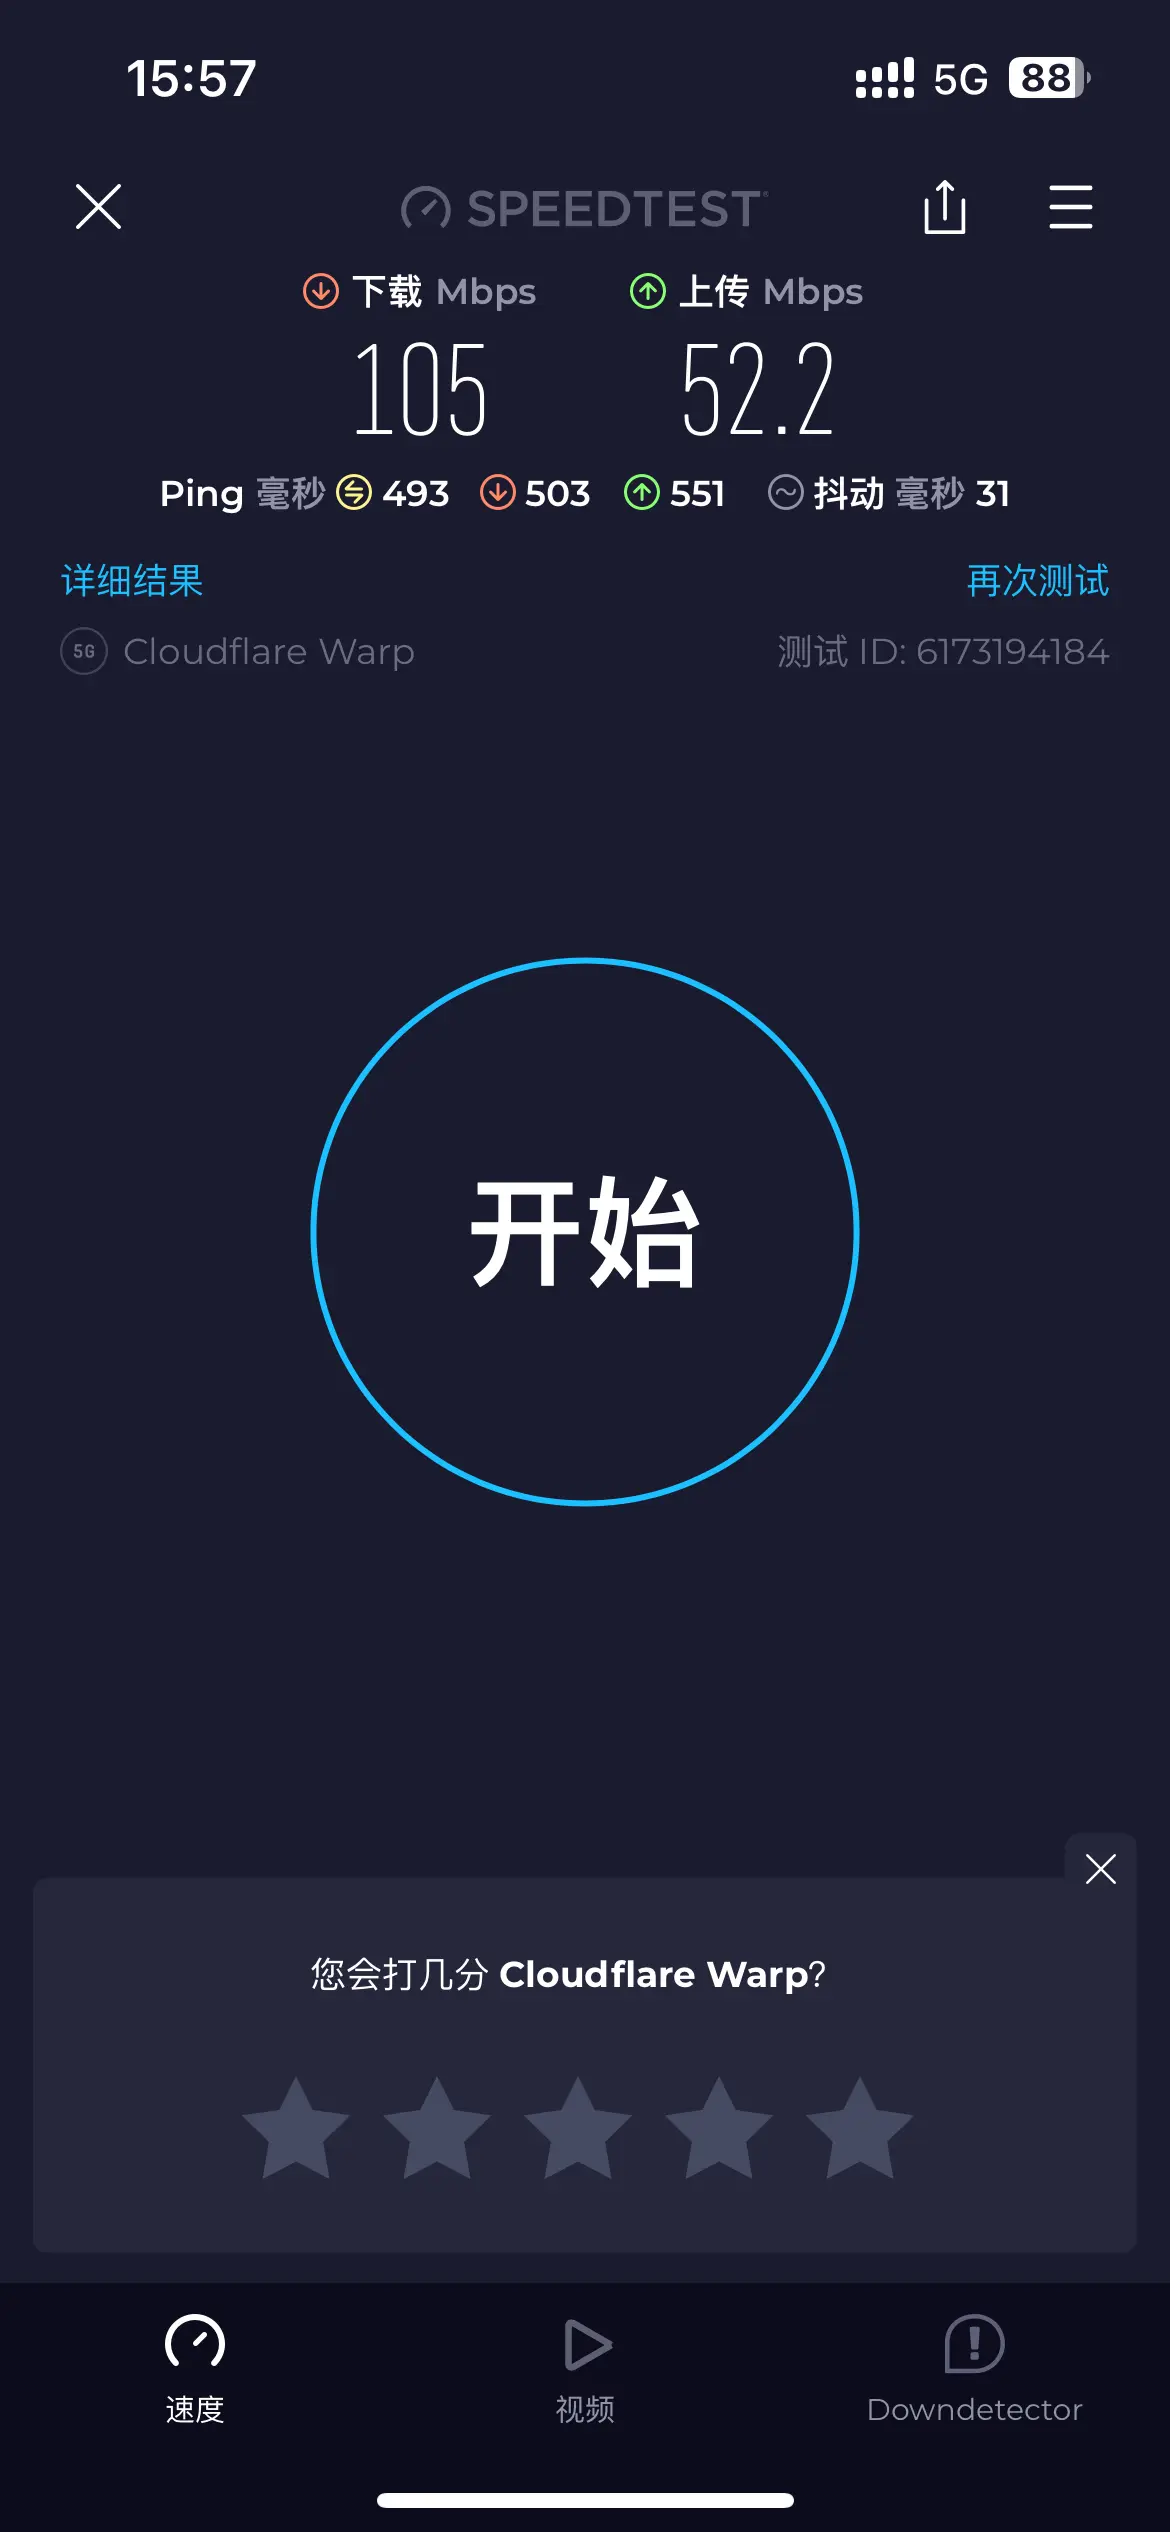 15:57 5G 88
SPEEDTEST
下载 Mbps 上传 Mbps
105 52.2
Ping 毫秒 493 503 551 抖动 毫秒 31
详细结果 再次测试
5G Cloudflare Warp 测试 ID: 6173194184
开始
您会打几分 Cloudflare Warp?
速度 视频 Downdetector